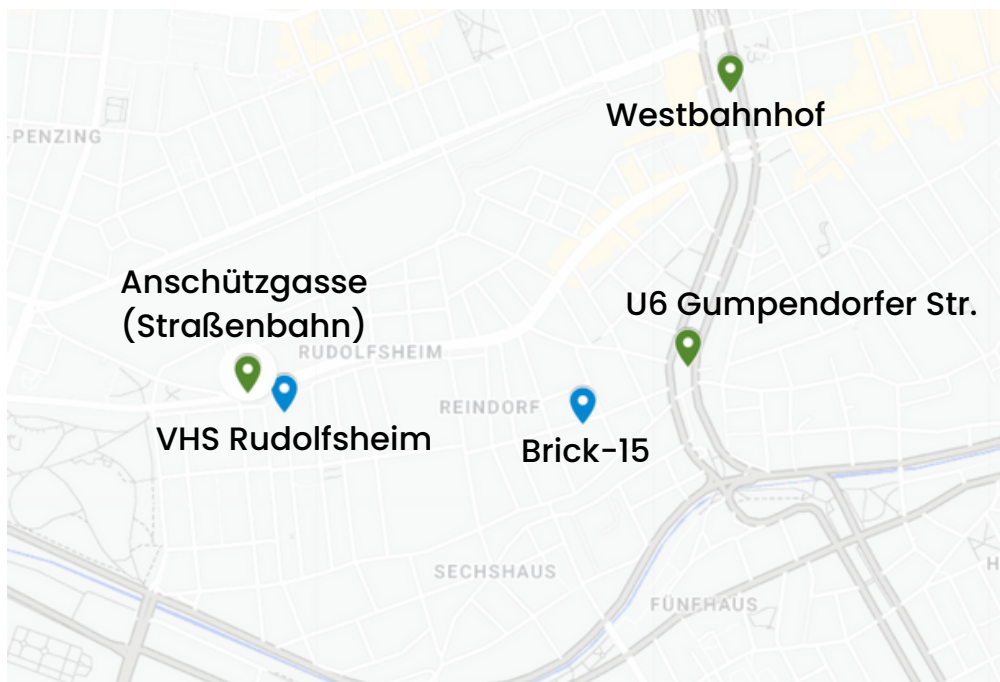 Westbahnhof
-PENZING
Anschützgasse
(Straßenbahn)
U6 Gumpendorfer Str.
RUDOLFSHEIM
REINDORF
VHS Rudolfsheim
Brick-15
SECHSHAUS
FÜNFHAUS
H